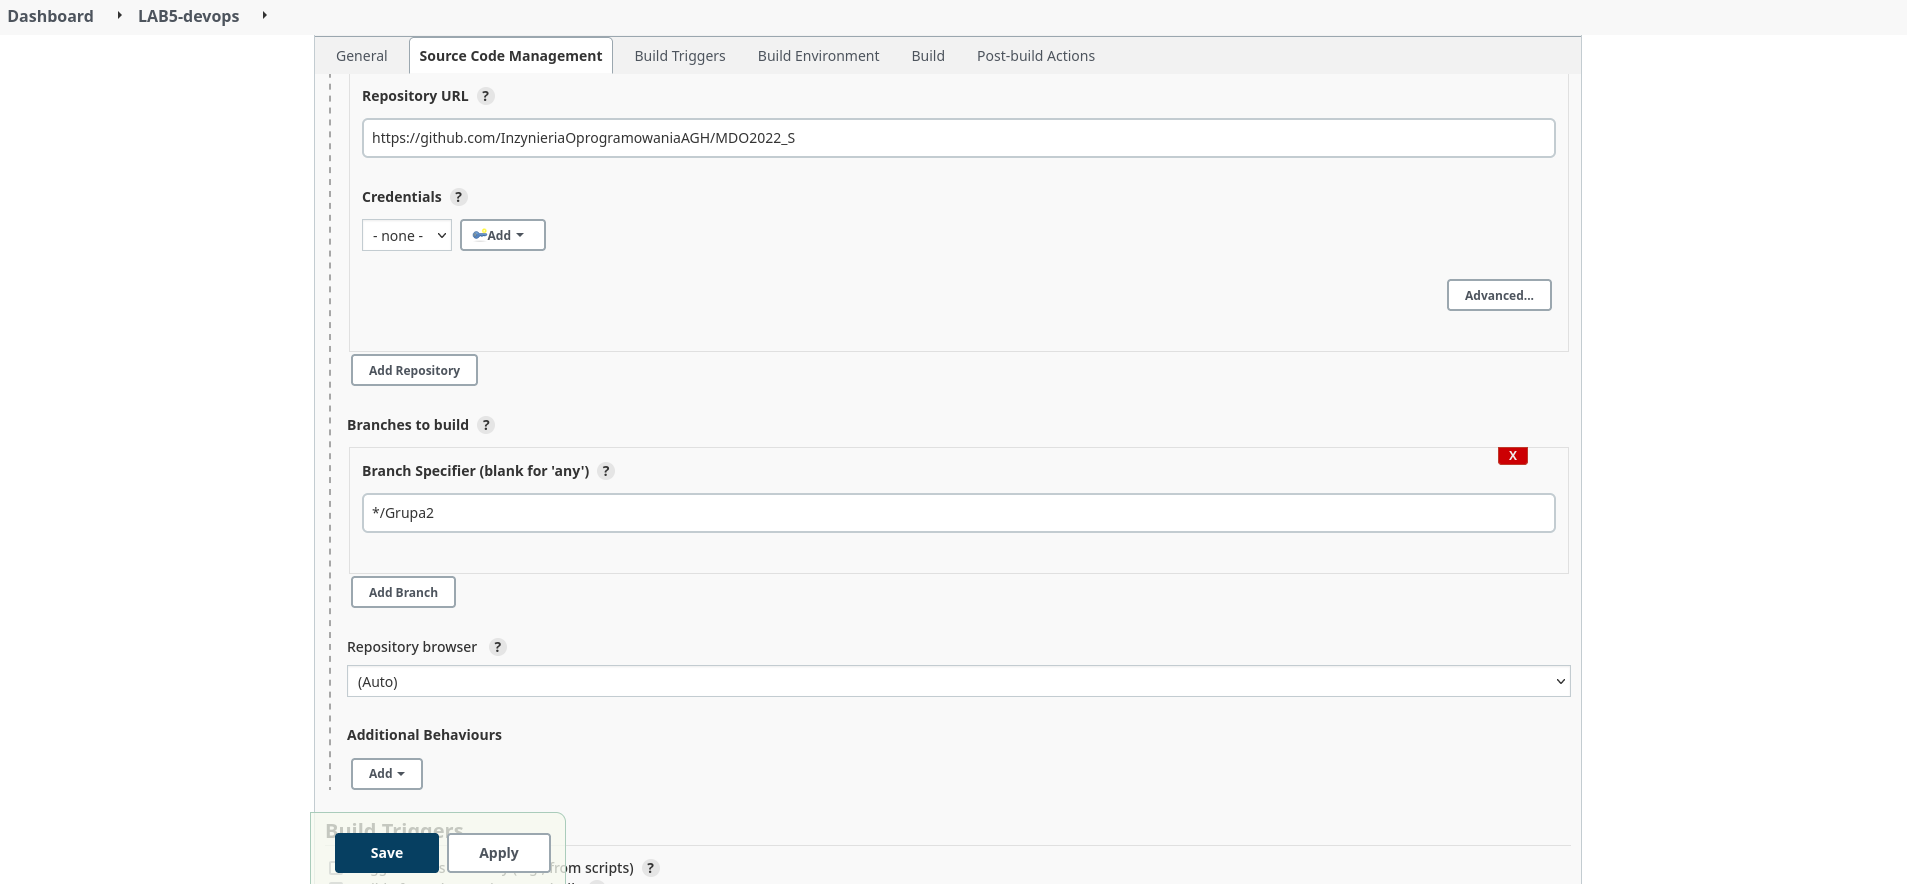 Dashboard LAB5-devops
General Source Code Management Build Triggers Build Environment Build Post-build Actions
Repository URL ?
https://github.com/InzynieriaOprogramowaniaAGH/MDO2022_S
Credentials ?
- none - Add
Advanced...
Add Repository
Branches to build ?
X
Branch Specifier (blank for 'any') ?
*/Grupa2
Add Branch
Repository browser ?
(Auto)
Additional Behaviours
Add
Build Triggers
Save Apply
from scripts) ?